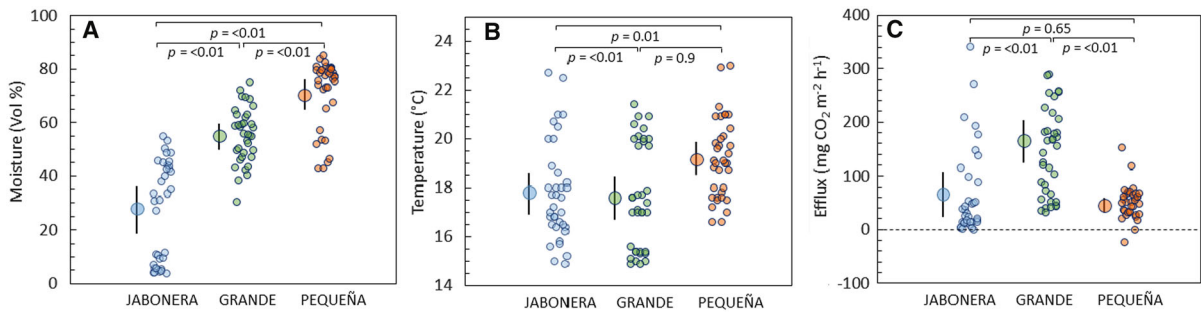 A
Moisture (Vol %)
100
80
60
40
20
0
p = <0.01
p = <0.01
p = <0.01
JABONERA GRANDE PEQUEÑA
B
Temperature (°C)
24
22
20
18
16
14
p = 0.01
p = <0.01
p = 0.9
JABONERA GRANDE PEQUEÑA
C
Efflux (mg CO2 m-2 h-1)
400
300
200
100
0
-100
p = 0.65
p = <0.01
p = <0.01
JABONERA GRANDE PEQUEÑA